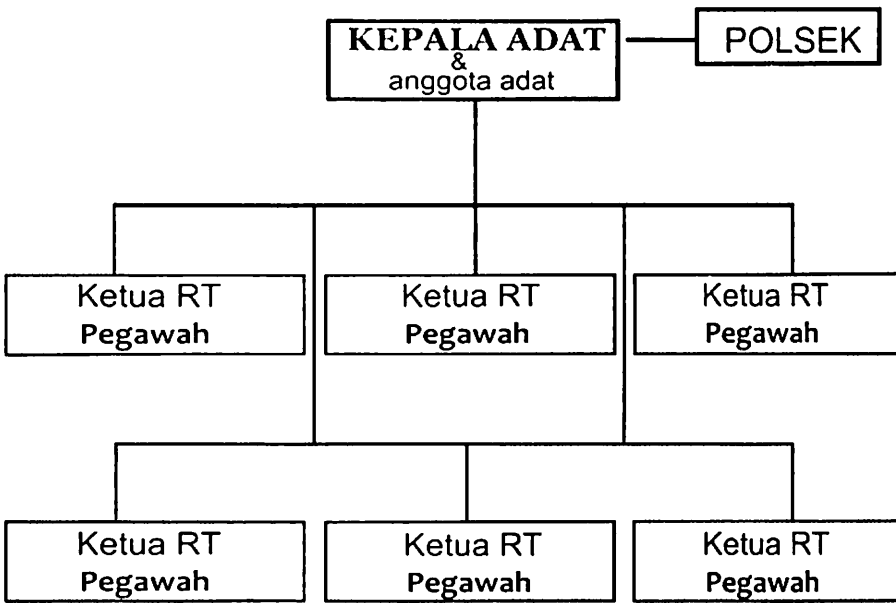 KEPALA ADAT
&
anggota adat
POLSEK
Ketua RT
Pegawah
Ketua RT
Pegawah
Ketua RT
Pegawah
Ketua RT
Pegawah
Ketua RT
Pegawah
Ketua RT
Pegawah